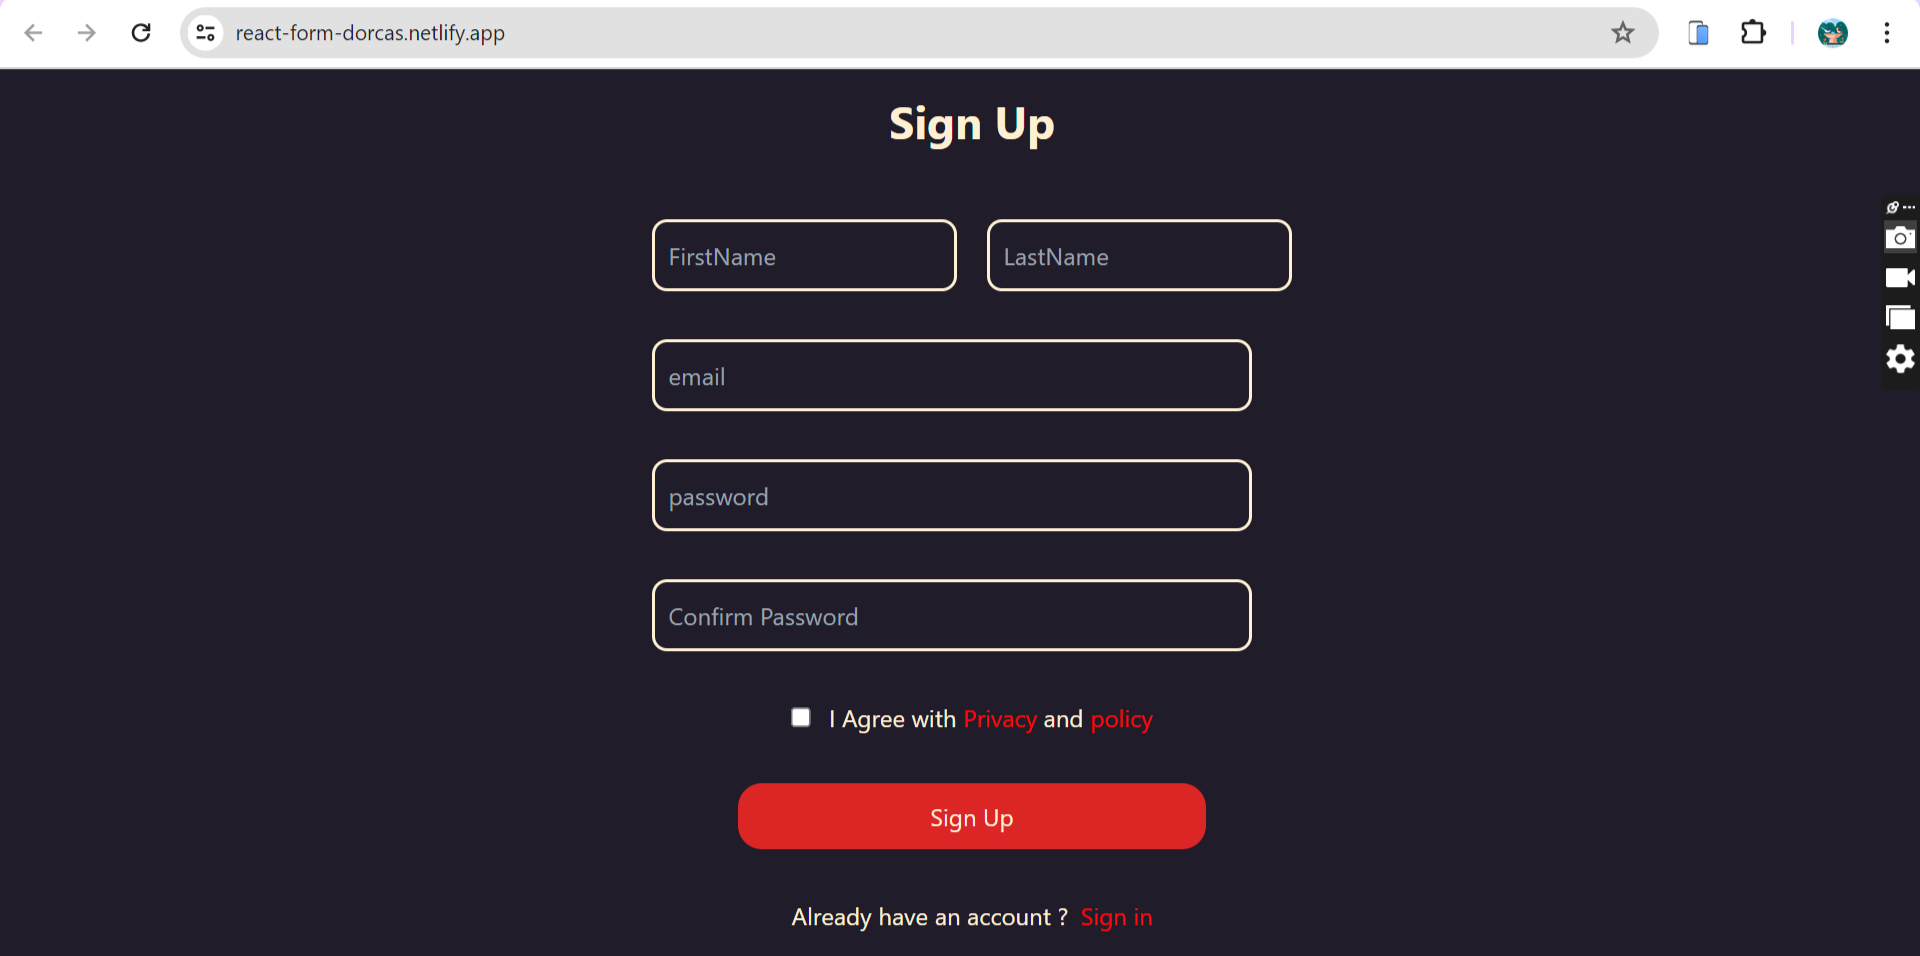 react-form-dorcas.netlify.app
Sign Up
FirstName LastName
email
password
Confirm Password
I Agree with Privacy and policy
Sign Up
Already have an account ? Sign in